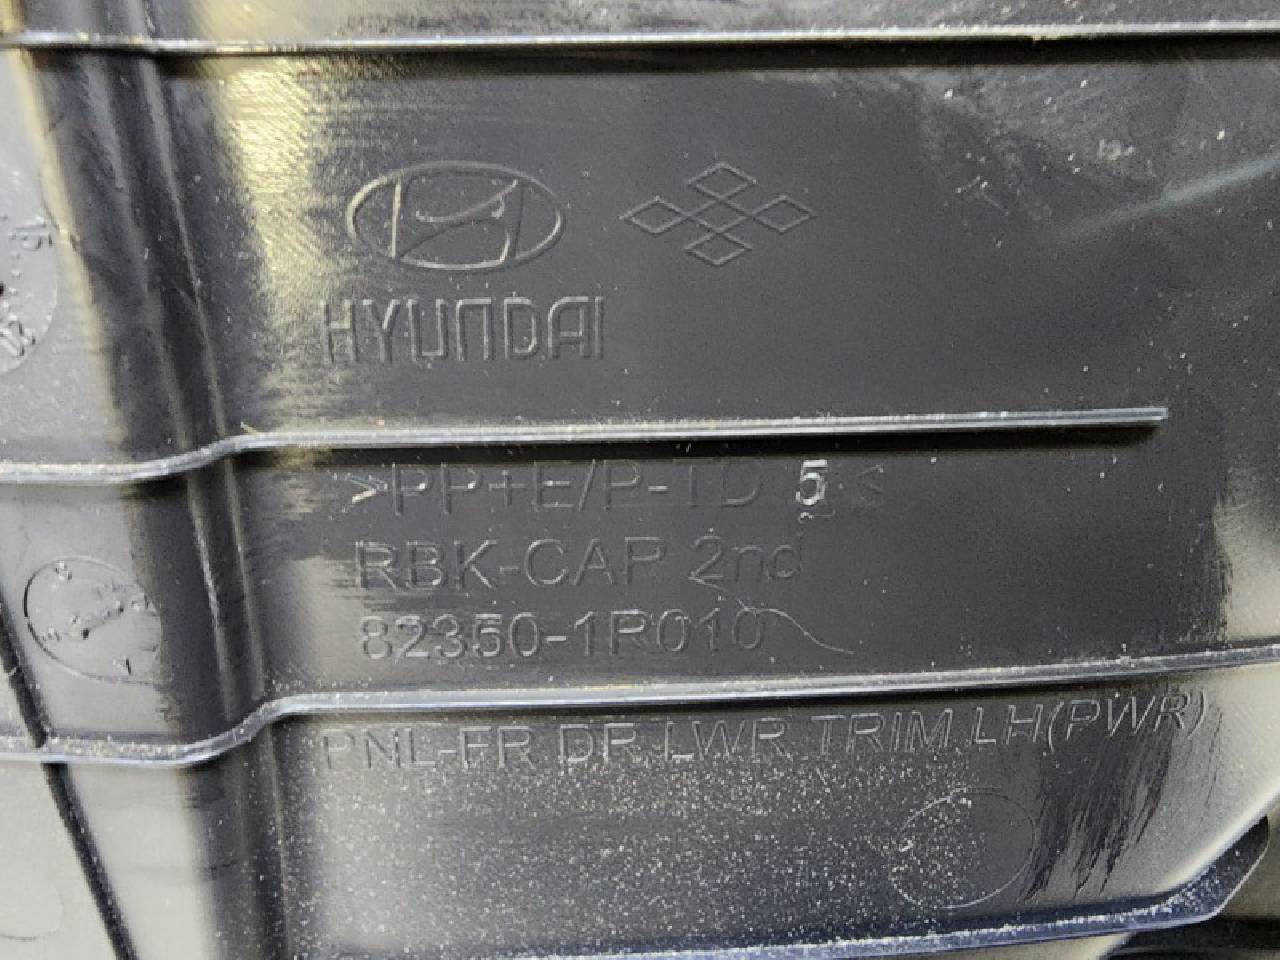 HYUNDAI
>PP+E/P-TD 5<
RBK-CAP 2nd
82350-1R010
PNL-FR DR LWR TRIM LH(PWR)